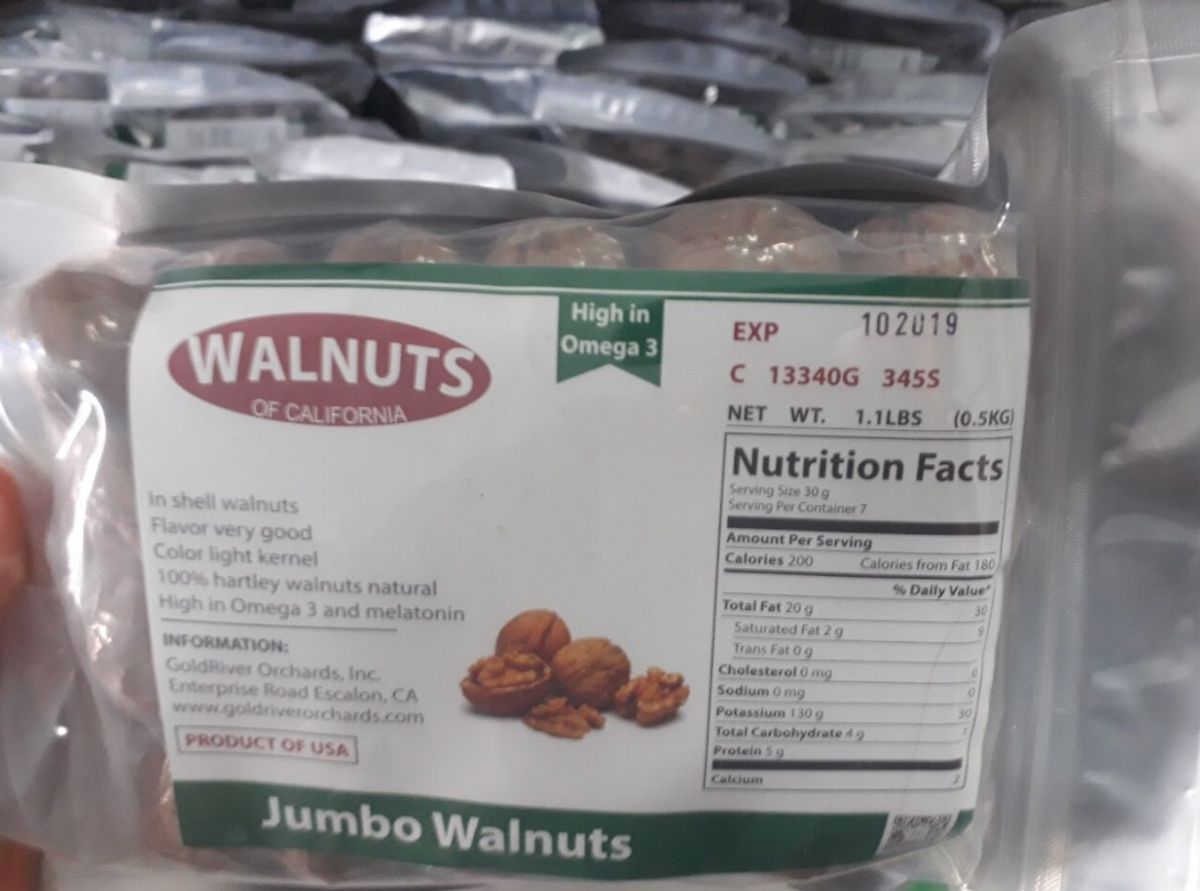 WALNUTS
OF CALIFORNIA
High in
Omega 3
EXP 102019
C 13340G 345S
NET WT. 1.1LBS (0.5KG)
In shell walnuts
Flavor very good
Color light kernel
100% hartley walnuts natural
High in Omega 3 and melatonin
INFORMATION:
GoldRiver Orchards, Inc.
Enterprise Road Escalon, CA
www.goldriverorchards.com
PRODUCT OF USA
Nutrition Facts
Serving Size 30 g
Serving Per Container 7
Amount Per Serving
Calories 200 Calories from Fat 180
% Daily Value*
Total Fat 20 g 30
Saturated Fat 2 g 9
Trans Fat 0 g
Cholesterol 0 mg 0
Sodium 0 mg 0
Potassium 130 g 30
Total Carbohydrate 4 g 1
Protein 5 g
Calcium 2
Jumbo Walnuts